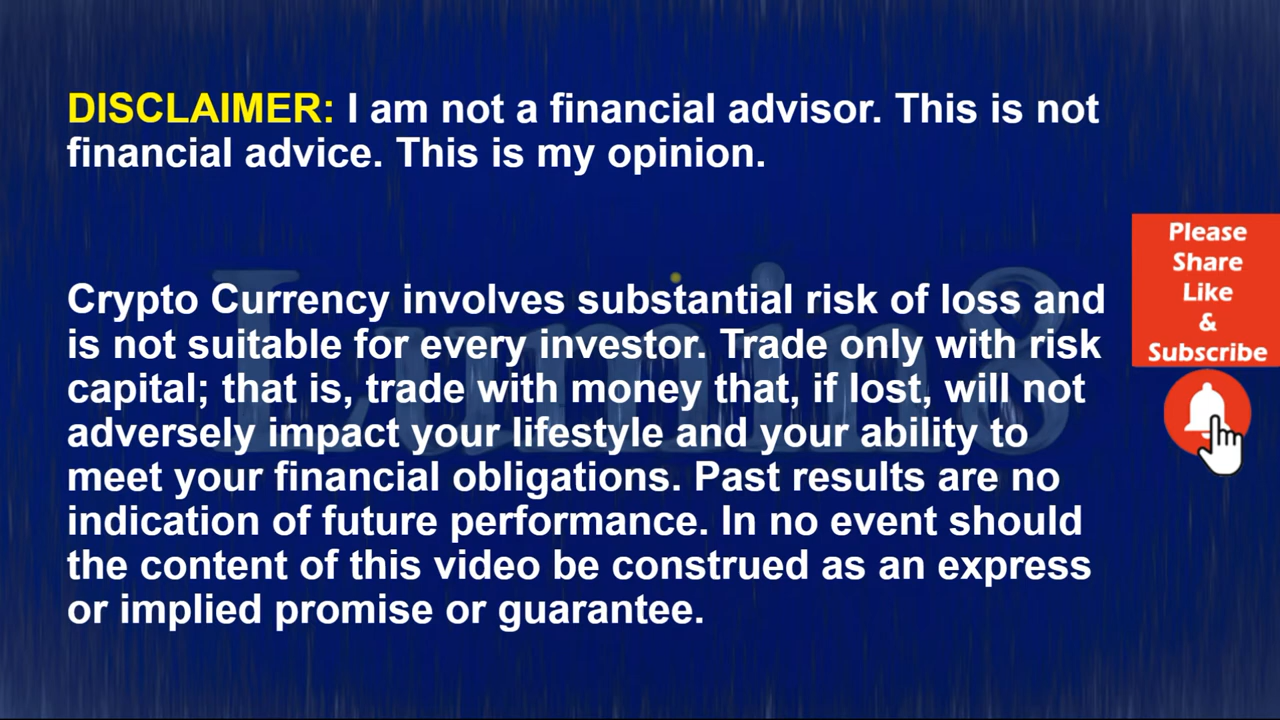 DISCLAIMER: I am not a financial advisor. This is not
financial advice. This is my opinion.
Crypto Currency involves substantial risk of loss and
is not suitable for every investor. Trade only with risk
capital; that is, trade with money that, if lost, will not
adversely impact your lifestyle and your ability to
meet your financial obligations. Past results are no
indication of future performance. In no event should
the content of this video be construed as an express
or implied promise or guarantee.
Lumin8
Please
Share
Like
&
Subscribe